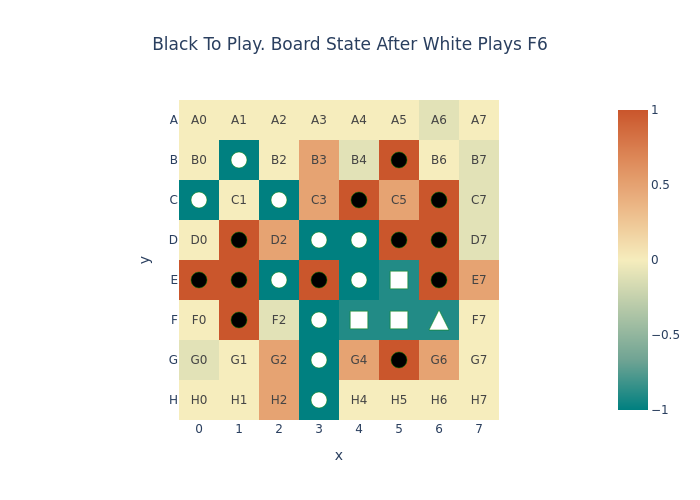 Black To Play. Board State After White Plays F6
A A0 A1 A2 A3 A4 A5 A6 A7
B B0 B2 B3 B4 B6 B7
C C1 C3 C5 C7
D D0 D2 D7
E E7
F F0 F2 F7
G G0 G1 G2 G4 G6 G7
H H0 H1 H2 H4 H5 H6 H7
0 1 2 3 4 5 6 7
x
y
1
0.5
0
−0.5
−1